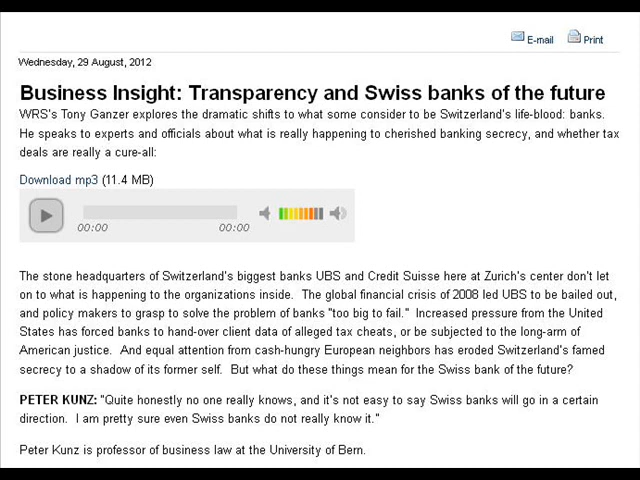 E-mail Print
Wednesday, 29 August, 2012
Business Insight: Transparency and Swiss banks of the future
WRS's Tony Ganzer explores the dramatic shifts to what some consider to be Switzerland's life-blood: banks.
He speaks to experts and officials about what is really happening to cherished banking secrecy, and whether tax
deals are really a cure-all:
Download mp3 (11.4 MB)
00:00 00:00
The stone headquarters of Switzerland's biggest banks UBS and Credit Suisse here at Zurich's center don't let
on to what is happening to the organizations inside. The global financial crisis of 2008 led UBS to be bailed out,
and policy makers to grasp to solve the problem of banks "too big to fail." Increased pressure from the United
States has forced banks to hand-over client data of alleged tax cheats, or be subjected to the long-arm of
American justice. And equal attention from cash-hungry European neighbors has eroded Switzerland's famed
secrecy to a shadow of its former self. But what do these things mean for the Swiss bank of the future?
PETER KUNZ: "Quite honestly no one really knows, and it's not easy to say Swiss banks will go in a certain
direction. I am pretty sure even Swiss banks do not really know it."
Peter Kunz is professor of business law at the University of Bern.